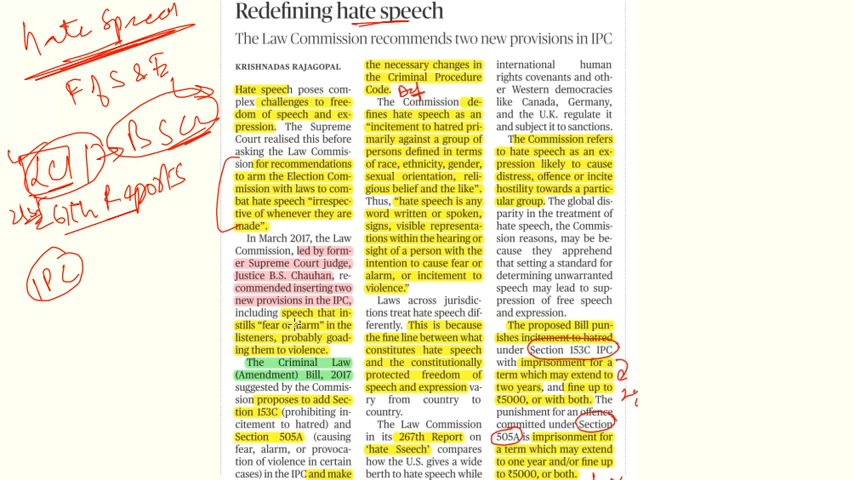 Redefining hate speech
The Law Commission recommends two new provisions in IPC
KRISHNADAS RAJAGOPAL
Hate speech poses com-
plex challenges to free-
dom of speech and ex-
pression. The Supreme
Court realised this before
asking the Law Commis-
sion for recommendations
to arm the Election Com-
mission with laws to com-
bat hate speech “irrespec-
tive of whenever they are
made”.
In March 2017, the Law
Commission, led by form-
er Supreme Court judge,
Justice B.S. Chauhan, re-
commended inserting two
new provisions in the IPC,
including speech that in-
stills “fear or alarm” in the
listeners, probably goad-
ing them to violence.
The Criminal Law
(Amendment) Bill, 2017
suggested by the Commis-
sion proposes to add Sec-
tion 153C (prohibiting in-
citement to hatred) and
Section 505A (causing
fear, alarm, or provoca-
tion of violence in certain
cases) in the IPC and make
the necessary changes in
the Criminal Procedure
Code.
The Commission de-
fines hate speech as an
“incitement to hatred prim-
arily against a group of
persons defined in terms
of race, ethnicity, gender,
sexual orientation, reli-
gious belief and the like”.
Thus, “hate speech is any
word written or spoken,
signs, visible representa-
tions within the hearing or
sight of a person with the
intention to cause fear or
alarm, or incitement to
violence.”
Laws across jurisdic-
tions treat hate speech dif-
ferently. This is because
the fine line between what
constitutes hate speech
and the constitutionally
protected freedom of
speech and expression va-
ry from country to
country.
The Law Commission
in its 267th Report on
‘hate Sseech’ compares
how the U.S. gives a wide
berth to hate speech while
international human
rights covenants and oth-
er Western democracies
like Canada, Germany,
and the U.K. regulate it
and subject it to sanctions.
The Commission refers
to hate speech as an ex-
pression likely to cause
distress, offence or incite
hostility towards a partic-
ular group. The global dis-
parity in the treatment of
hate speech, the Commis-
sion reasons, may be be-
cause they apprehend
that setting a standard for
determining unwarranted
speech may lead to sup-
pression of free speech
and expression.
The proposed Bill pun-
ishes incitement to hatred
under Section 153C IPC
with imprisonment for a
term which may extend to
two years, and fine up to
₹5000, or with both. The
punishment for an offence
committed under Section
505A is imprisonment for
a term which may extend
to one year and/or fine up
to ₹5000, or both.
hate Speech
F of S & E
BSC
267th Reports
IPC
Def